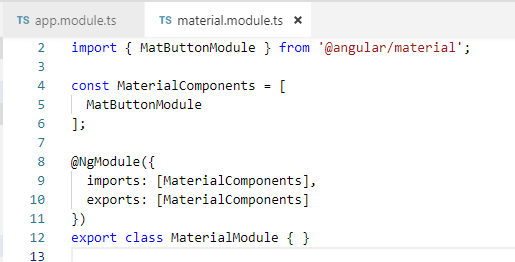 TS app.module.ts TS material.module.ts ×
2 import { MatButtonModule } from '@angular/material';
3
4 const MaterialComponents = [
5 MatButtonModule
6 ];
7
8 @NgModule({
9 imports: [MaterialComponents],
10 exports: [MaterialComponents]
11 })
12 export class MaterialModule { }
13